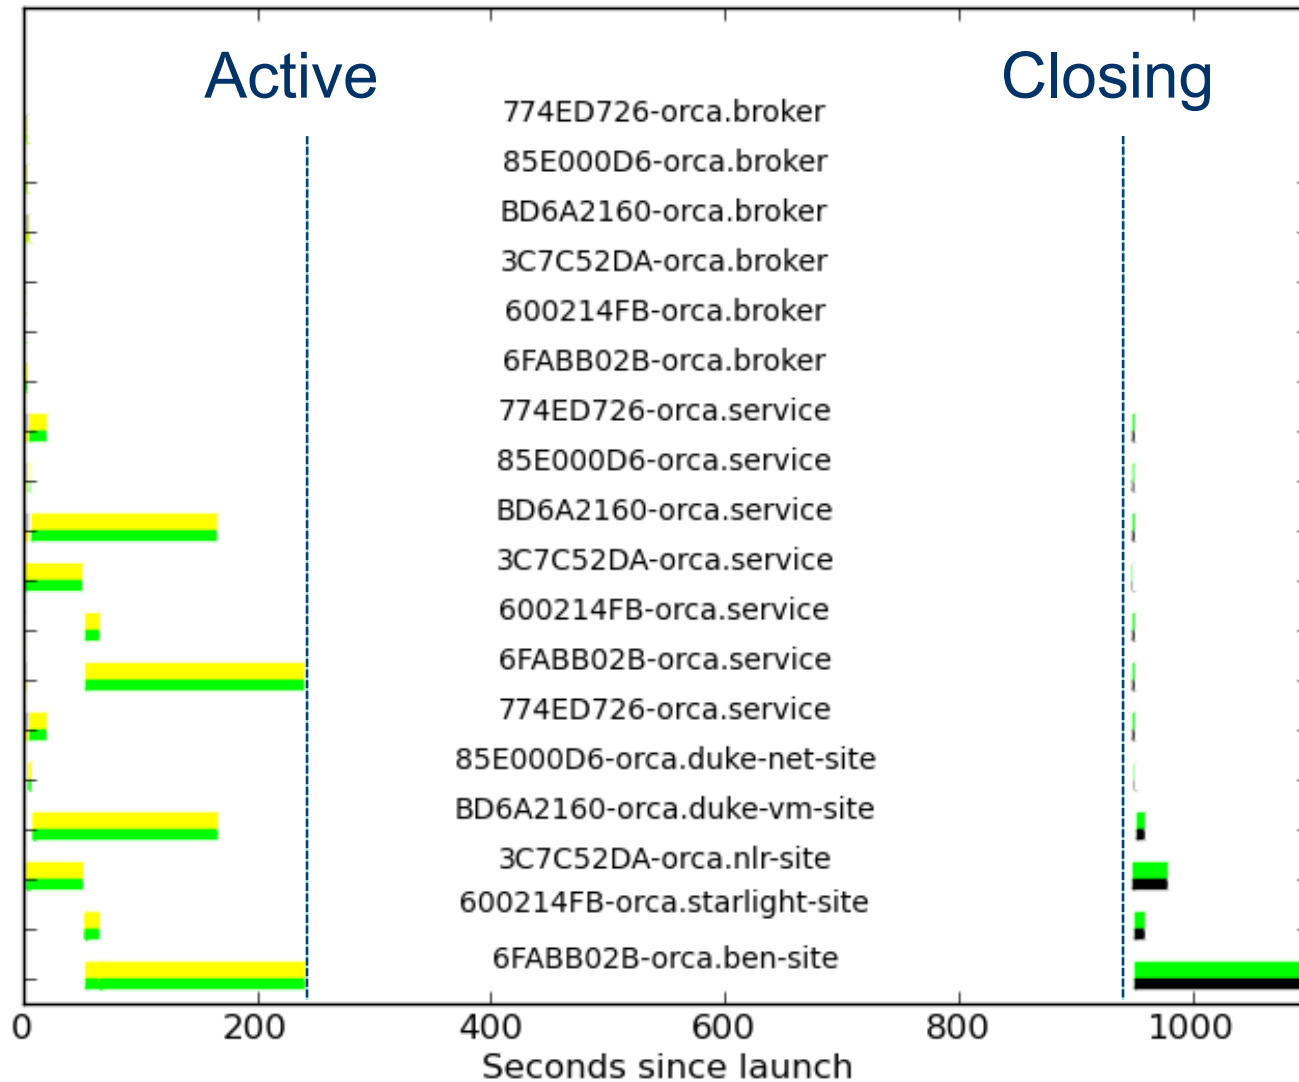 Active
Closing
774ED726-orca.broker
85E000D6-orca.broker
BD6A2160-orca.broker
3C7C52DA-orca.broker
600214FB-orca.broker
6FABB02B-orca.broker
774ED726-orca.service
85E000D6-orca.service
BD6A2160-orca.service
3C7C52DA-orca.service
600214FB-orca.service
6FABB02B-orca.service
774ED726-orca.service
85E000D6-orca.duke-net-site
BD6A2160-orca.duke-vm-site
3C7C52DA-orca.nlr-site
600214FB-orca.starlight-site
6FABB02B-orca.ben-site
0 200 400 600 800 1000
Seconds since launch